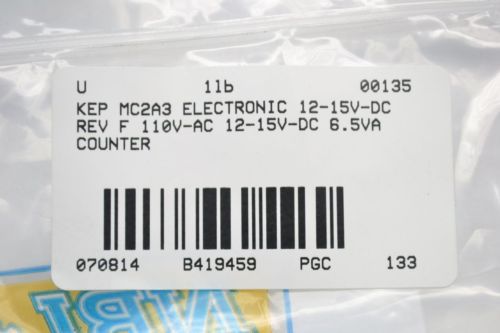 U 1lb 00135
KEP MC2A3 ELECTRONIC 12-15V-DC
REV F 110V-AC 12-15V-DC 6.5VA
COUNTER
070814 B419459 PGC 133